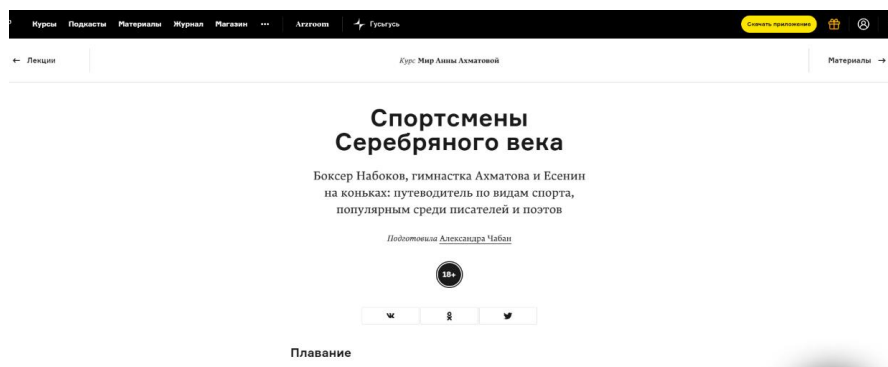 Курсы Подкасты Материалы Журнал Магазин ••• Arzroom Гусьгусь Скачать приложение
← Лекции Курс Мир Анны Ахматовой Материалы →
Спортсмены
Серебряного века
Боксер Набоков, гимнастка Ахматова и Есенин
на коньках: путеводитель по видам спорта,
популярным среди писателей и поэтов
Подготовила Александра Чабан
18+
Плавание